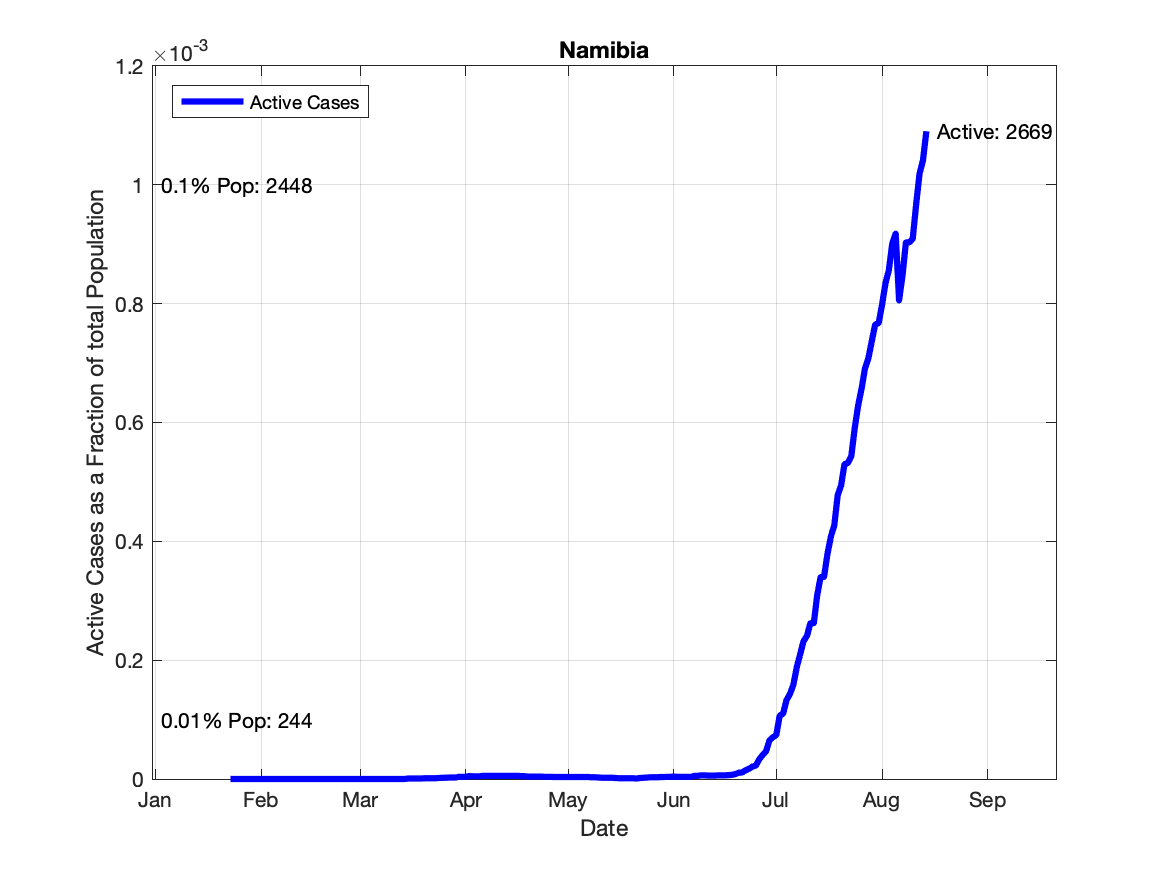 Namibia
×10-3
1.2
1
0.8
0.6
0.4
0.2
0
Active Cases as a Fraction of total Population
Active Cases
Active: 2669
0.1% Pop: 2448
0.01% Pop: 244
Jan Feb Mar Apr May Jun Jul Aug Sep
Date